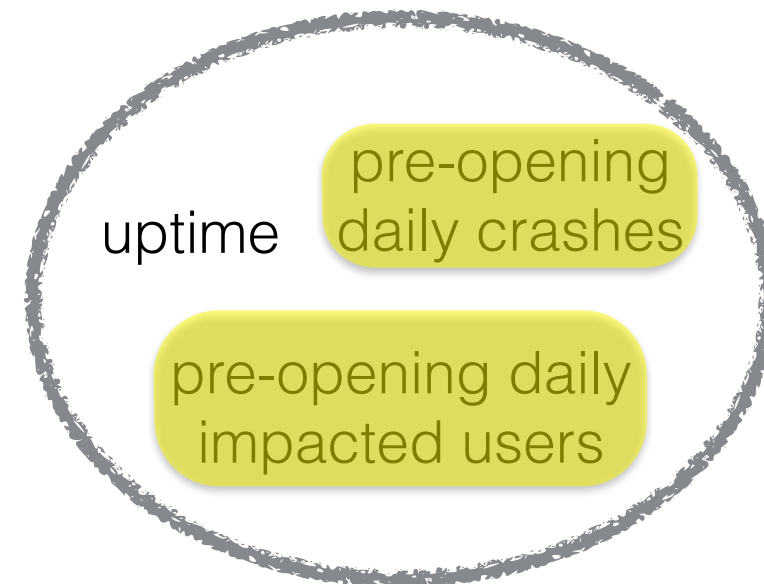 pre-opening
uptime daily crashes
pre-opening daily
impacted users